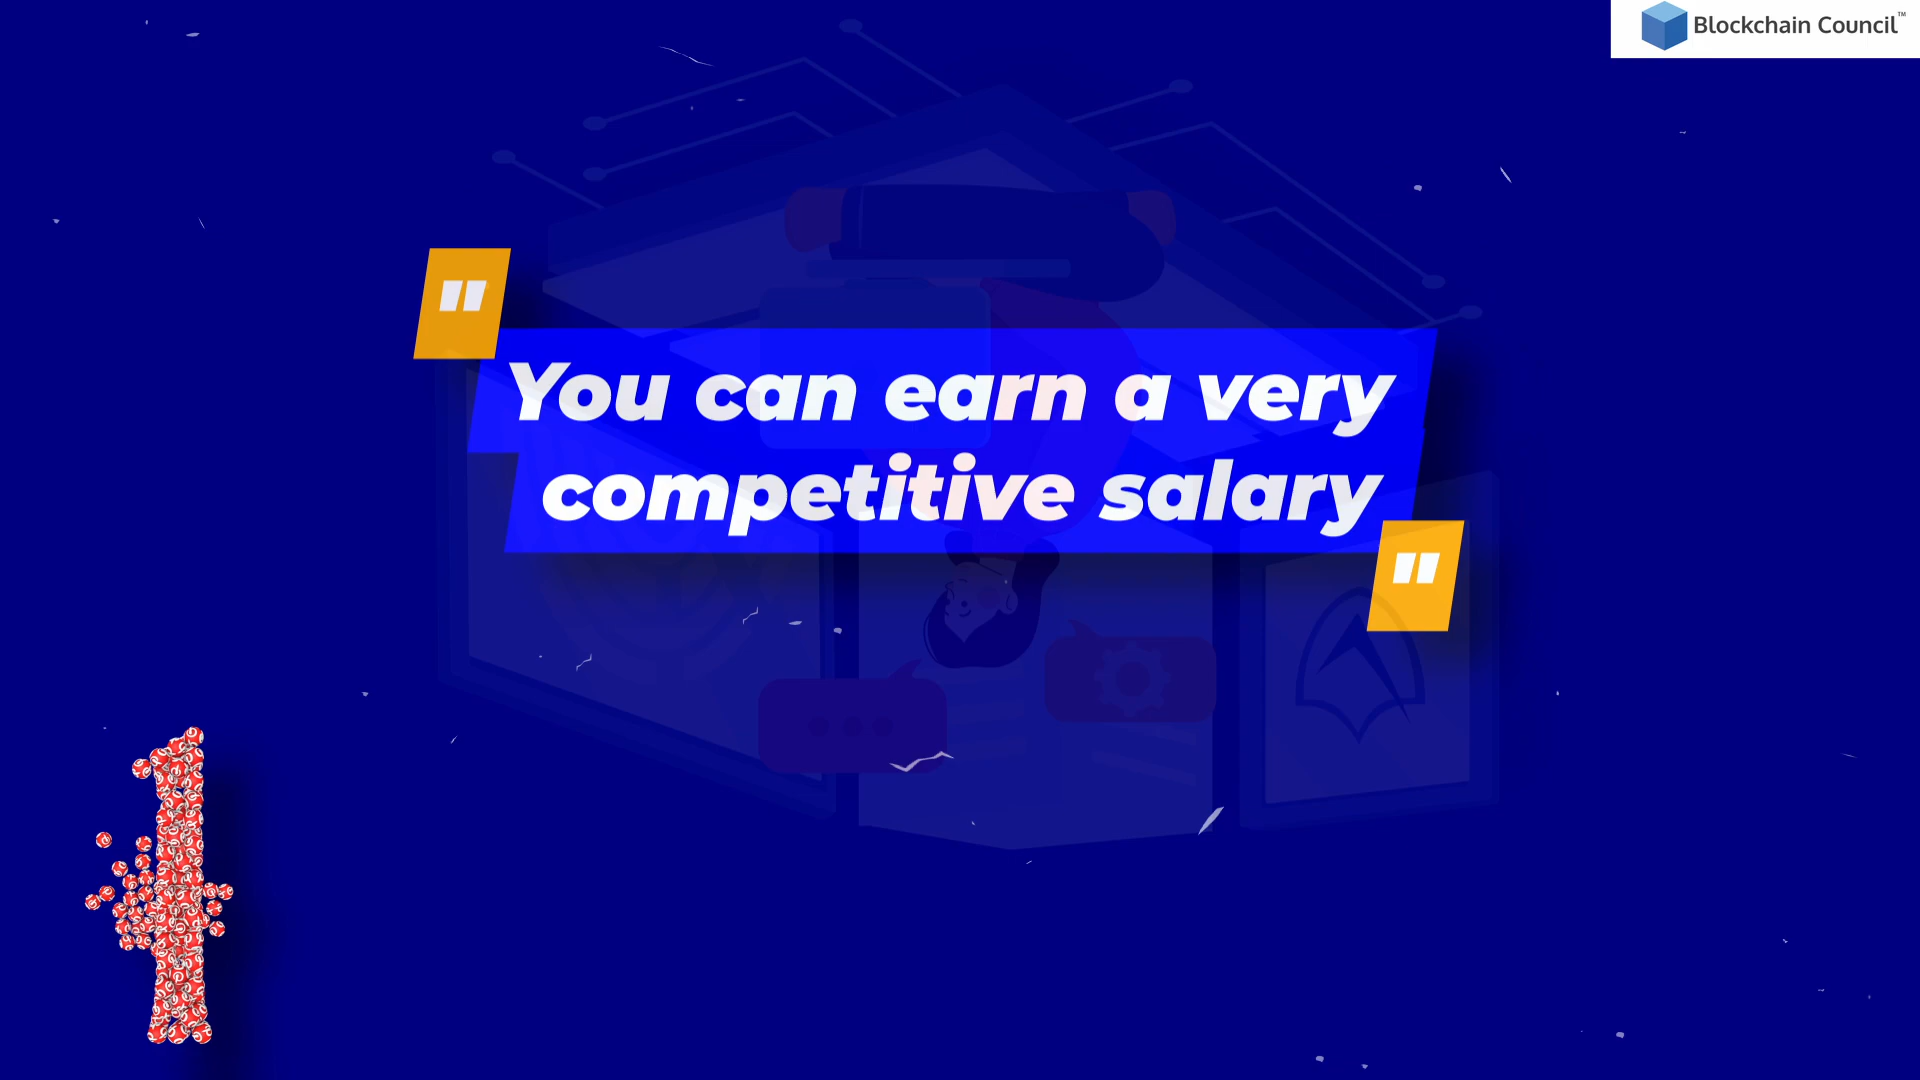 Blockchain Council™
"
You can earn a very
competitive salary
"
1